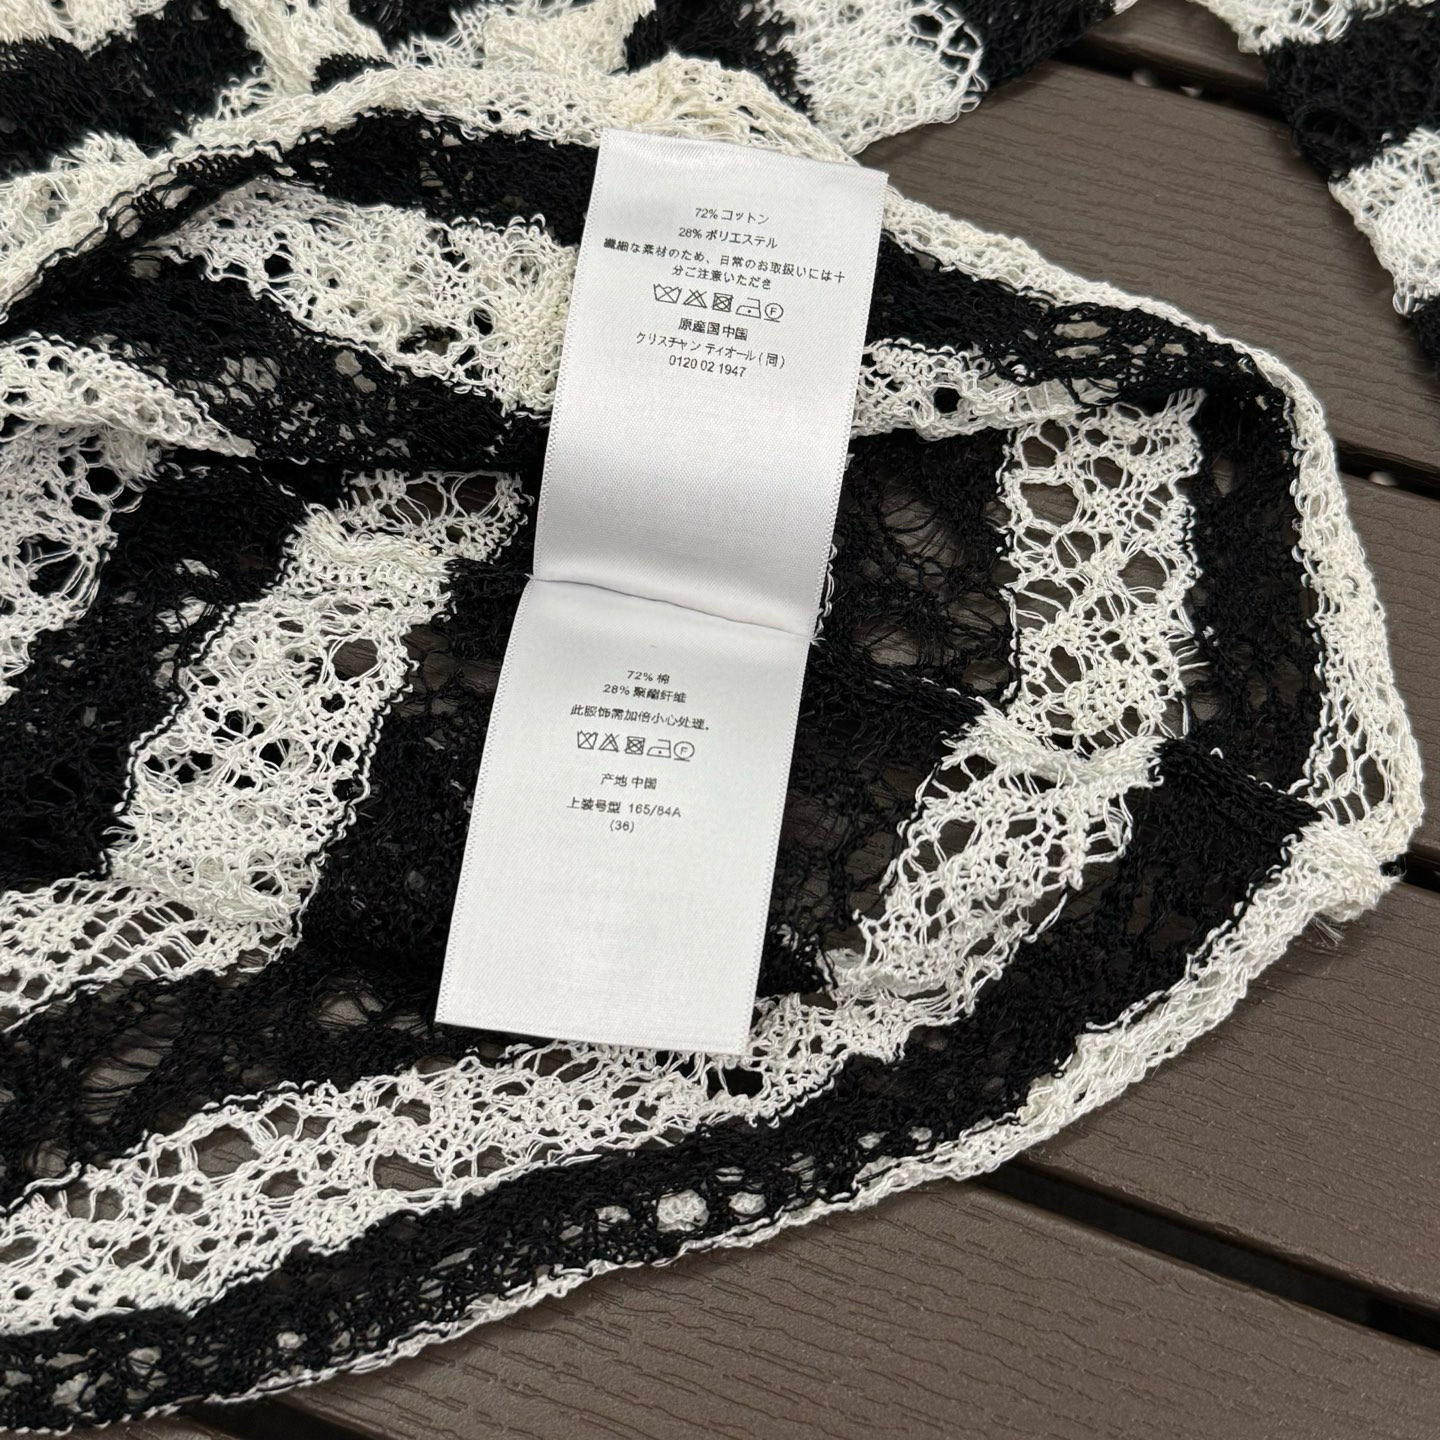 72% コットン
28% ポリエステル
繊細な素材のため、日常のお取扱いには十
分ご注意いただき
F
原産国中国
クリスチャン ディオール(同)
0120 02 1947
72% 棉
28% 聚酯纤维
此服饰需加倍小心处理。
F
产地 中国
上装号型 165/84A
(36)